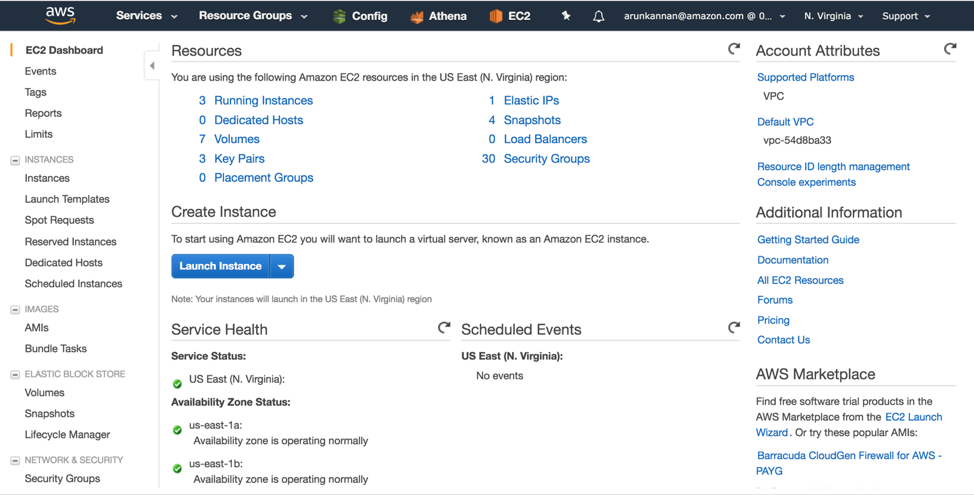 aws
Services
Resource Groups
Config
Athena
EC2
arunkannan@amazon.com @ 0...
N. Virginia
Support
EC2 Dashboard
Events
Tags
Reports
Limits
INSTANCES
Instances
Launch Templates
Spot Requests
Reserved Instances
Dedicated Hosts
Scheduled Instances
IMAGES
AMIs
Bundle Tasks
ELASTIC BLOCK STORE
Volumes
Snapshots
Lifecycle Manager
NETWORK & SECURITY
Security Groups
Resources
You are using the following Amazon EC2 resources in the US East (N. Virginia) region:
3 Running Instances
0 Dedicated Hosts
7 Volumes
3 Key Pairs
0 Placement Groups
1 Elastic IPs
4 Snapshots
0 Load Balancers
30 Security Groups
Create Instance
To start using Amazon EC2 you will want to launch a virtual server, known as an Amazon EC2 instance.
Launch Instance
Note: Your instances will launch in the US East (N. Virginia) region
Service Health
Service Status:
US East (N. Virginia):
Availability Zone Status:
us-east-1a:
Availability zone is operating normally
us-east-1b:
Availability zone is operating normally
Scheduled Events
US East (N. Virginia):
No events
Account Attributes
Supported Platforms
VPC
Default VPC
vpc-54d8ba33
Resource ID length management
Console experiments
Additional Information
Getting Started Guide
Documentation
All EC2 Resources
Forums
Pricing
Contact Us
AWS Marketplace
Find free software trial products in the
AWS Marketplace from the EC2 Launch
Wizard. Or try these popular AMIs:
Barracuda CloudGen Firewall for AWS -
PAYG